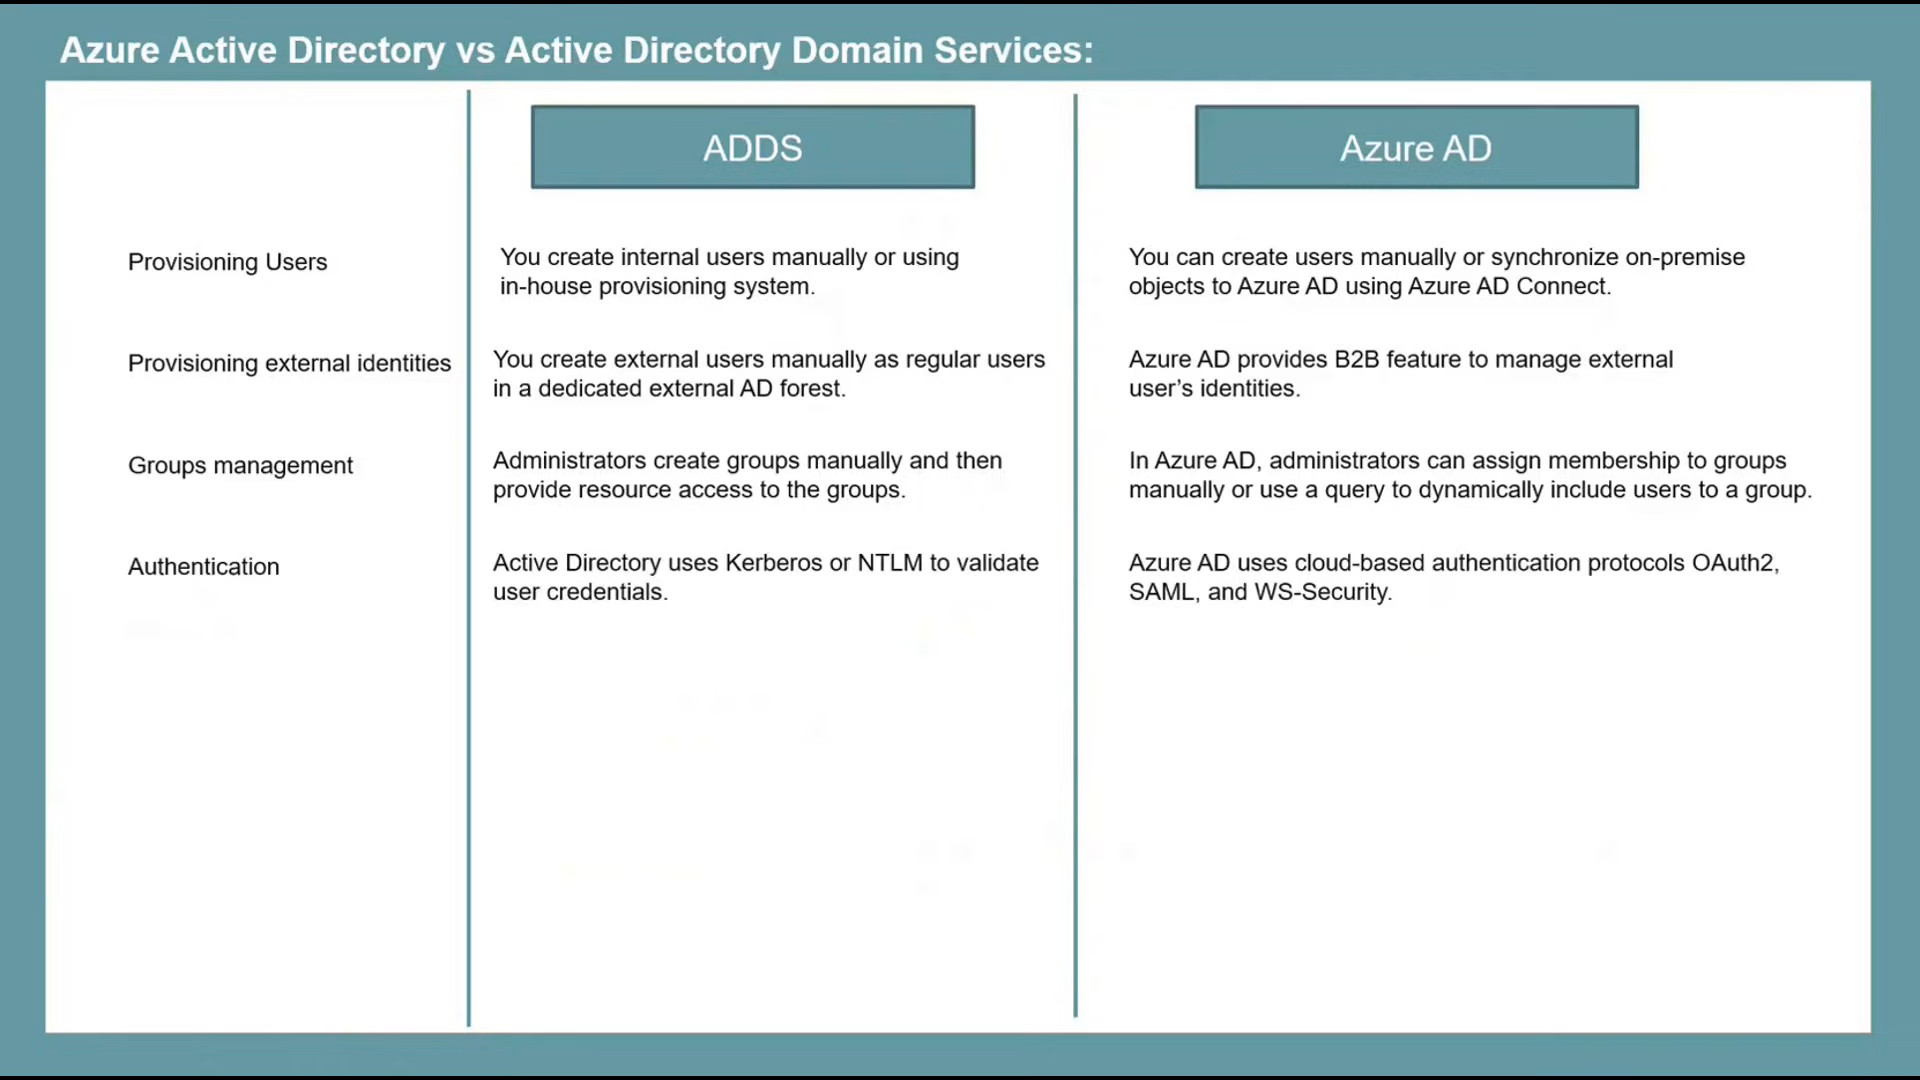 Azure Active Directory vs Active Directory Domain Services:
ADDS
Azure AD
Provisioning Users
You create internal users manually or using
in-house provisioning system.
You can create users manually or synchronize on-premise
objects to Azure AD using Azure AD Connect.
Provisioning external identities
You create external users manually as regular users
in a dedicated external AD forest.
Azure AD provides B2B feature to manage external
user’s identities.
Groups management
Administrators create groups manually and then
provide resource access to the groups.
In Azure AD, administrators can assign membership to groups
manually or use a query to dynamically include users to a group.
Authentication
Active Directory uses Kerberos or NTLM to validate
user credentials.
Azure AD uses cloud-based authentication protocols OAuth2,
SAML, and WS-Security.